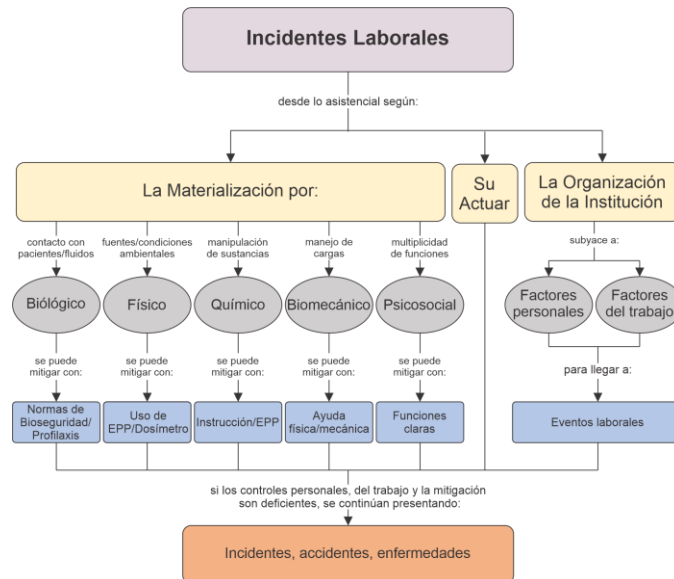 Incidentes Laborales
desde lo asistencial según:
La Materialización por:
Su
Actuar
La Organización
de la Institución
contacto con
pacientes/fluidos
fuentes/condiciones
ambientales
manipulación
de sustancias
manejo de
cargas
multiplicidad
de funciones
subyace a:
Biólógico
Físico
Químico
Biomecánico
Psicosocial
Factores
personales
Factores
del trabajo
se puede
mitigar con:
se puede
mitigar con:
se puede
mitigar con:
se puede
mitigar con:
se puede
mitigar con:
para llegar a:
Normas de
Bioseguridad/
Profilaxis
Uso de
EPP/Dosímetro
Instrucción/EPP
Ayuda
física/mecánica
Funciones
claras
Eventos laborales
si los controles personales, del trabajo y la mitigación
son deficientes, se continúan presentando:
Incidentes, accidentes, enfermedades